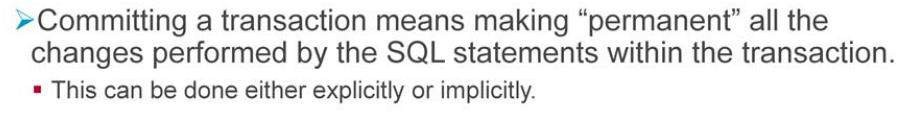 Committing a transaction means making “permanent” all the
changes performed by the SQL statements within the transaction.
This can be done either explicitly or implicitly.